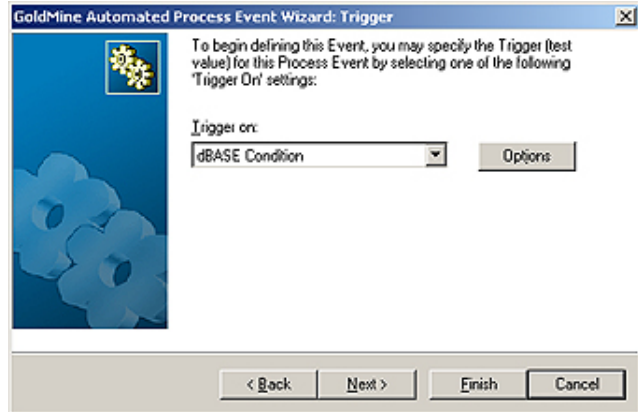 GoldMine Automated Process Event Wizard: Trigger
To begin defining this Event, you may specify the Trigger (test
value) for this Process Event by selecting one of the following
'Trigger On' settings:
Trigger on:
dBASE Condition
Options
< Back
Next >
Finish
Cancel